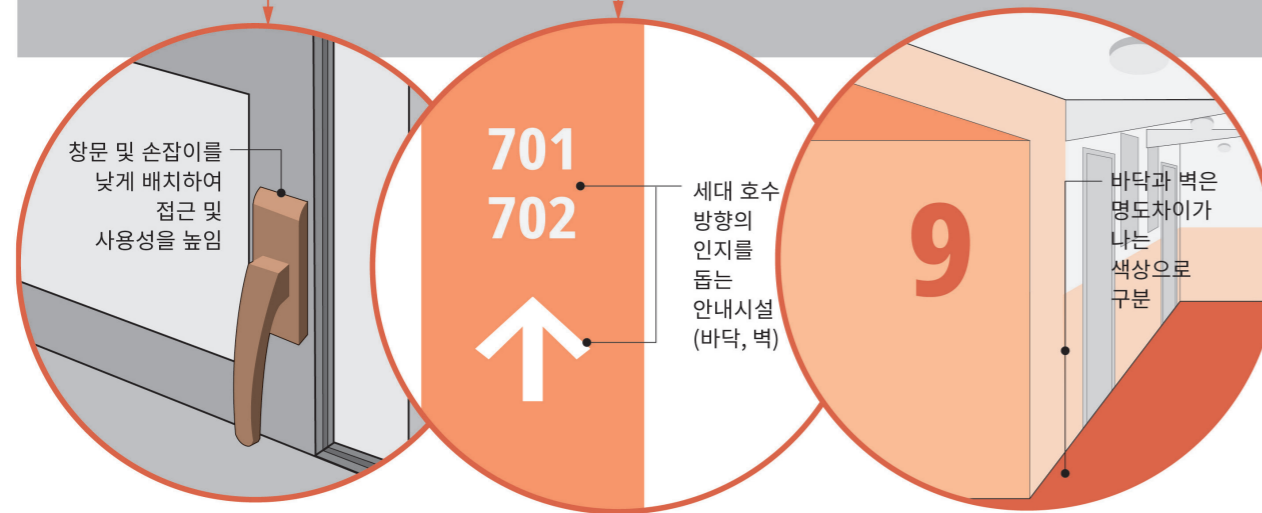 창문 및 손잡이를
낮게 배치하여
접근 및
사용성을 높임
701
702
세대 호수
방향의
인지를
돕는
안내시설
(바닥, 벽)
9
바닥과 벽은
명도차이가
나는
색상으로
구분